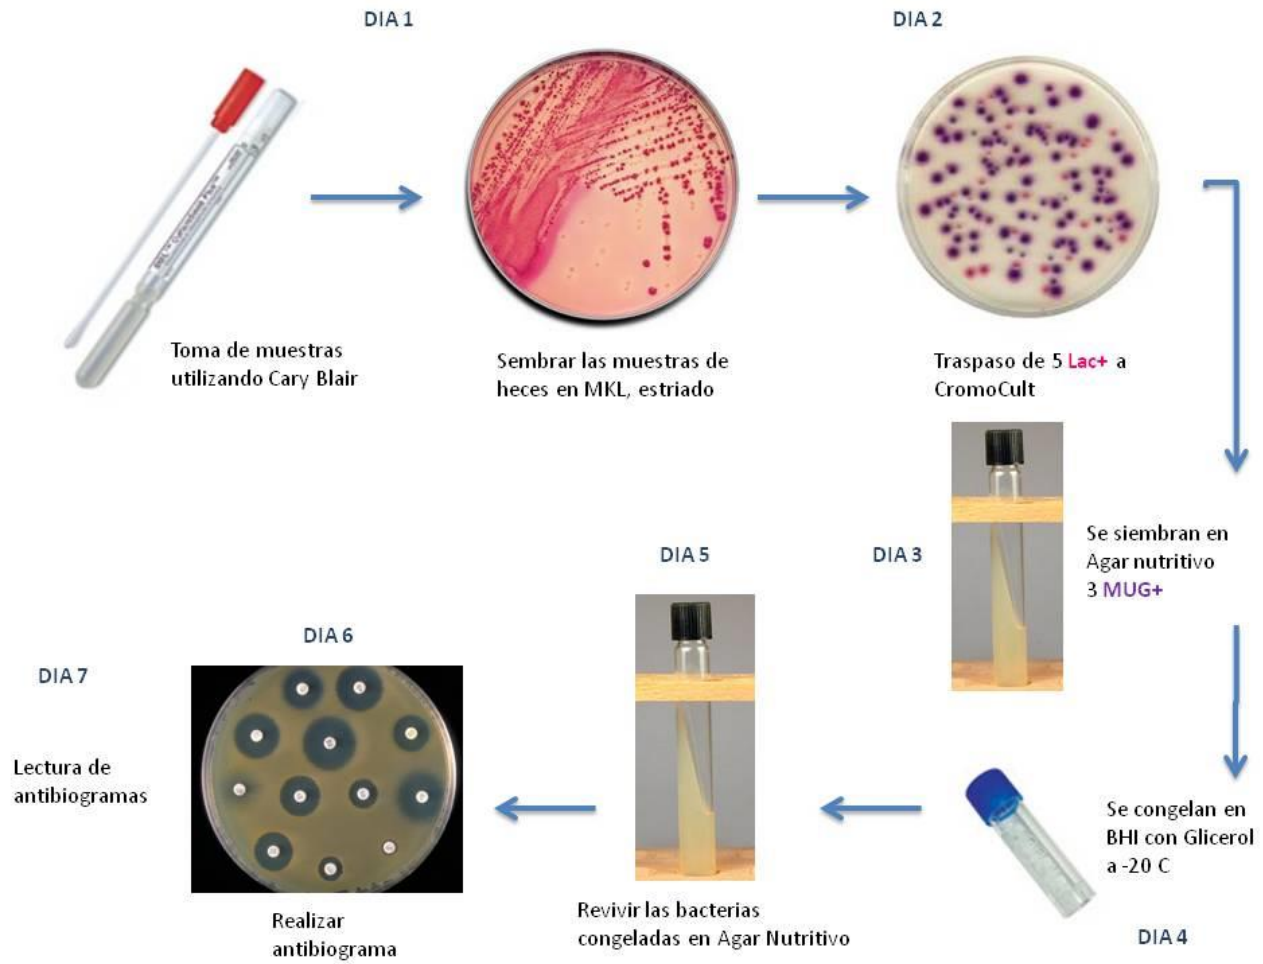 DIA 1
DIA 2
Toma de muestras
utilizando Cary Blair
Sembrar las muestras de
heces en MKL, estriado
Traspaso de 5 Lac+ a
CromoCult
DIA 3
Se siembran en
Agar nutritivo
3 MUG+
Se congelan en
BHI con Glicerol
a -20 C
DIA 4
DIA 5
Revivir las bacterias
congeladas en Agar Nutritivo
DIA 6
Realizar
antibiograma
DIA 7
Lectura de
antibiogramas